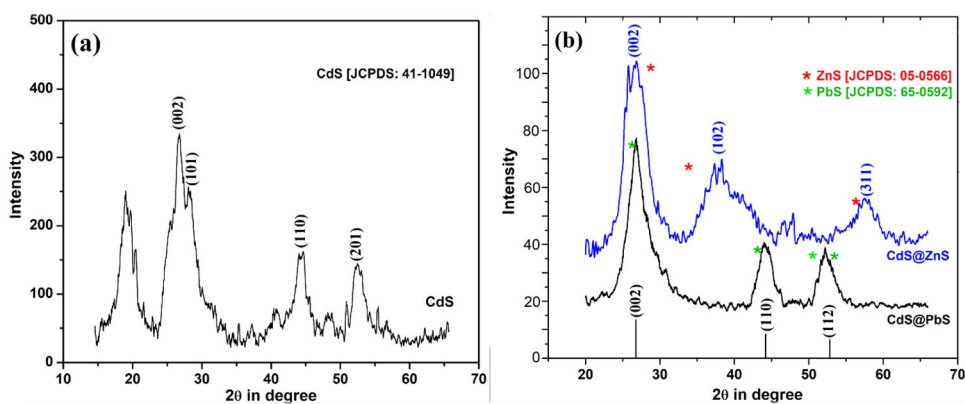 (a)
CdS [JCPDS: 41-1049]
(002)
(101)
(110)
(201)
CdS
Intensity
500
400
300
200
100
0
10 20 30 40 50 60 70
2θ in degree
(b)
(002)
* ZnS [JCPDS: 05-0566]
* PbS [JCPDS: 65-0592]
(102)
(311)
CdS@ZnS
CdS@PbS
(002)
(110)
(112)
Intensity
100
80
60
40
20
0
10 20 30 40 50 60 70
2θ in degree